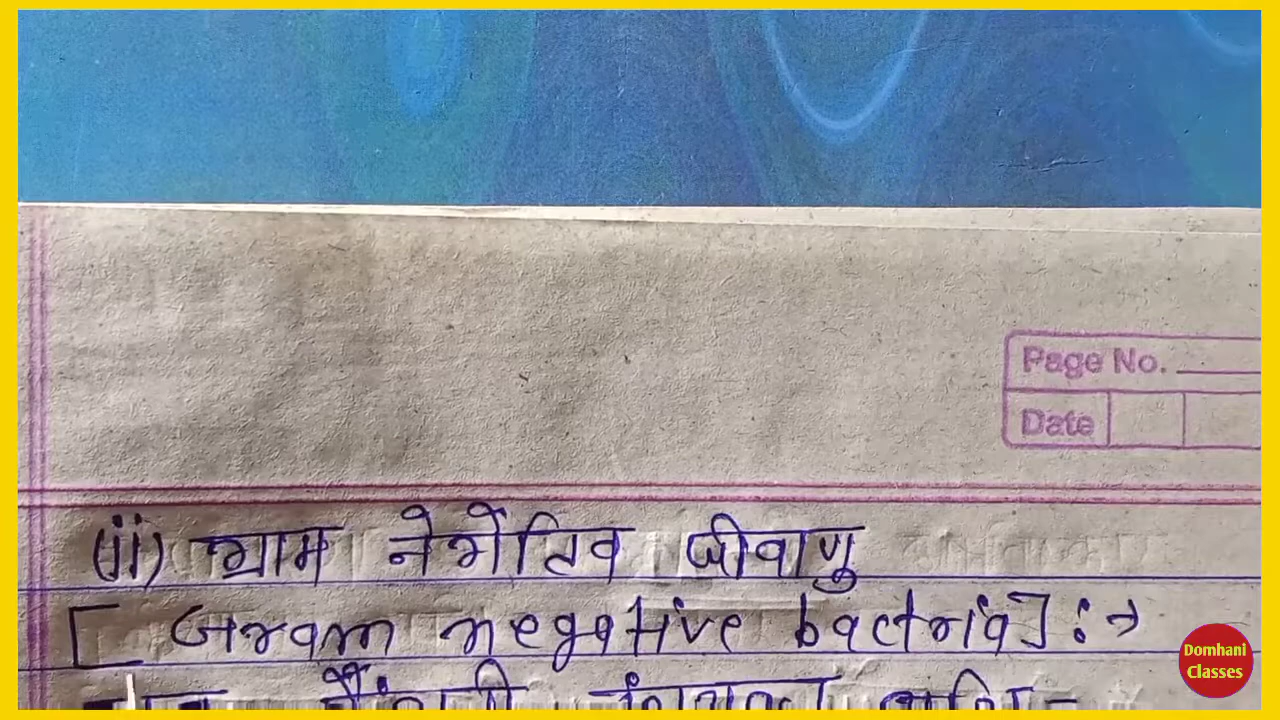 Page No.
Date
(ii) ग्राम नेगेटिव जीवाणु
[Gram negative bactria] :→
Domhani
Classes